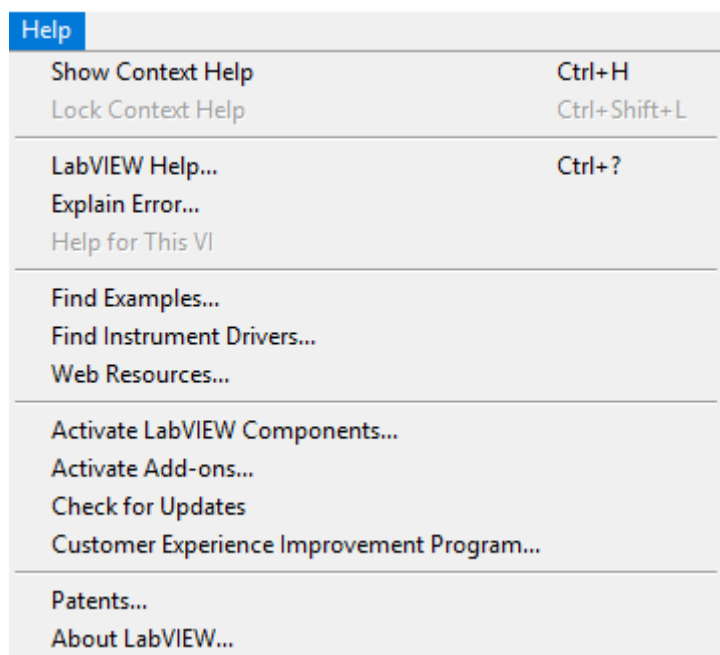 Help
Show Context Help Ctrl+H
Lock Context Help Ctrl+Shift+L
LabVIEW Help... Ctrl+?
Explain Error...
Help for This VI
Find Examples...
Find Instrument Drivers...
Web Resources...
Activate LabVIEW Components...
Activate Add-ons...
Check for Updates
Customer Experience Improvement Program...
Patents...
About LabVIEW...